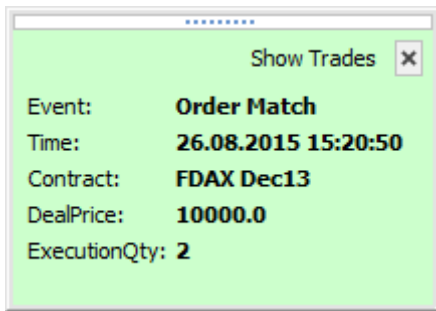 Show Trades
Event: Order Match
Time: 26.08.2015 15:20:50
Contract: FDAX Dec13
DealPrice: 10000.0
ExecutionQty: 2